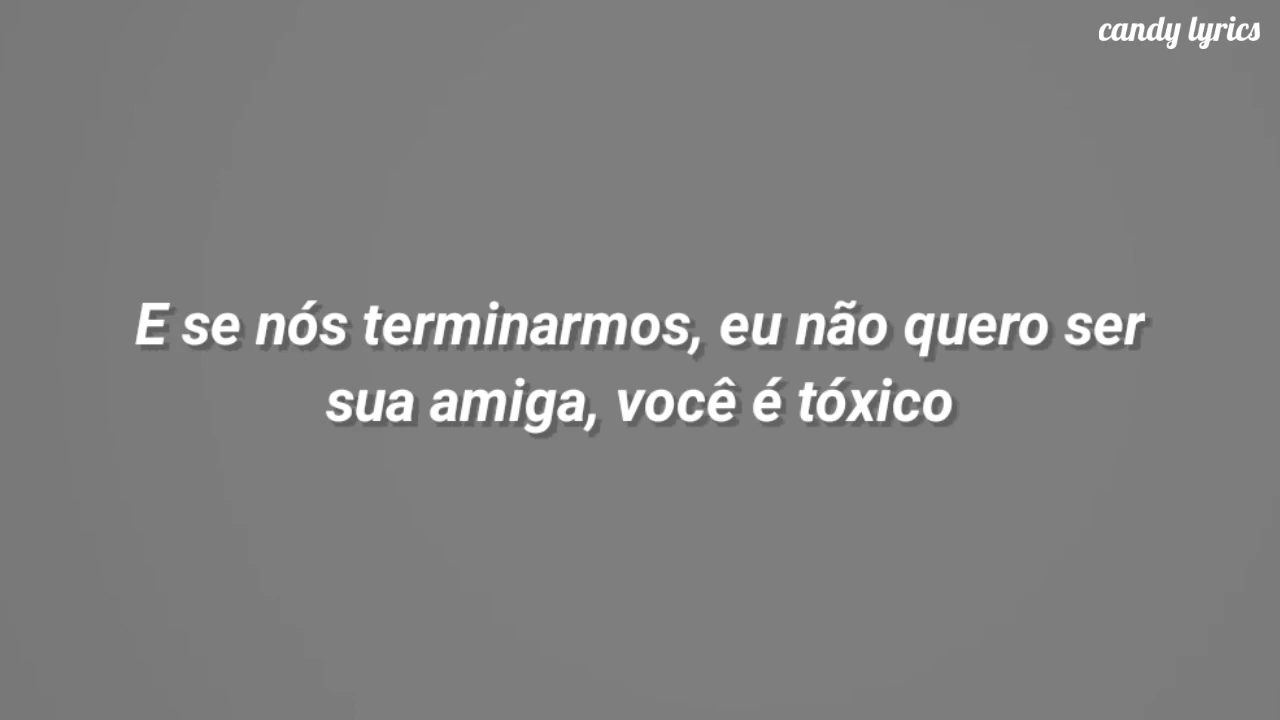 candy lyrics
E se nós terminarmos, eu não quero ser
sua amiga, você é tóxico